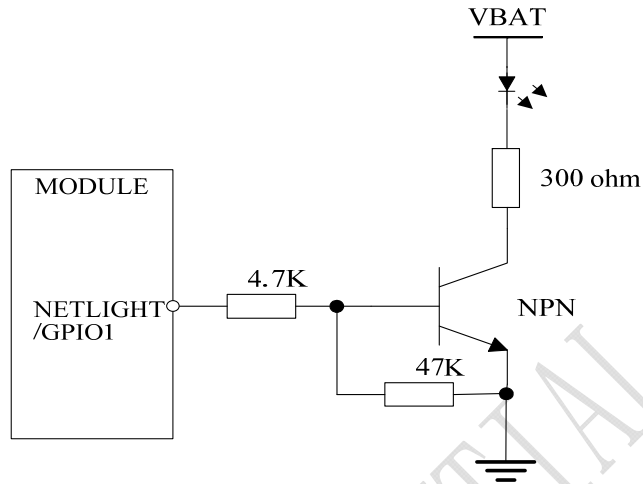 VBAT
MODULE
300 ohm
4.7K
NETLIGHT
/GPIO1
NPN
47K